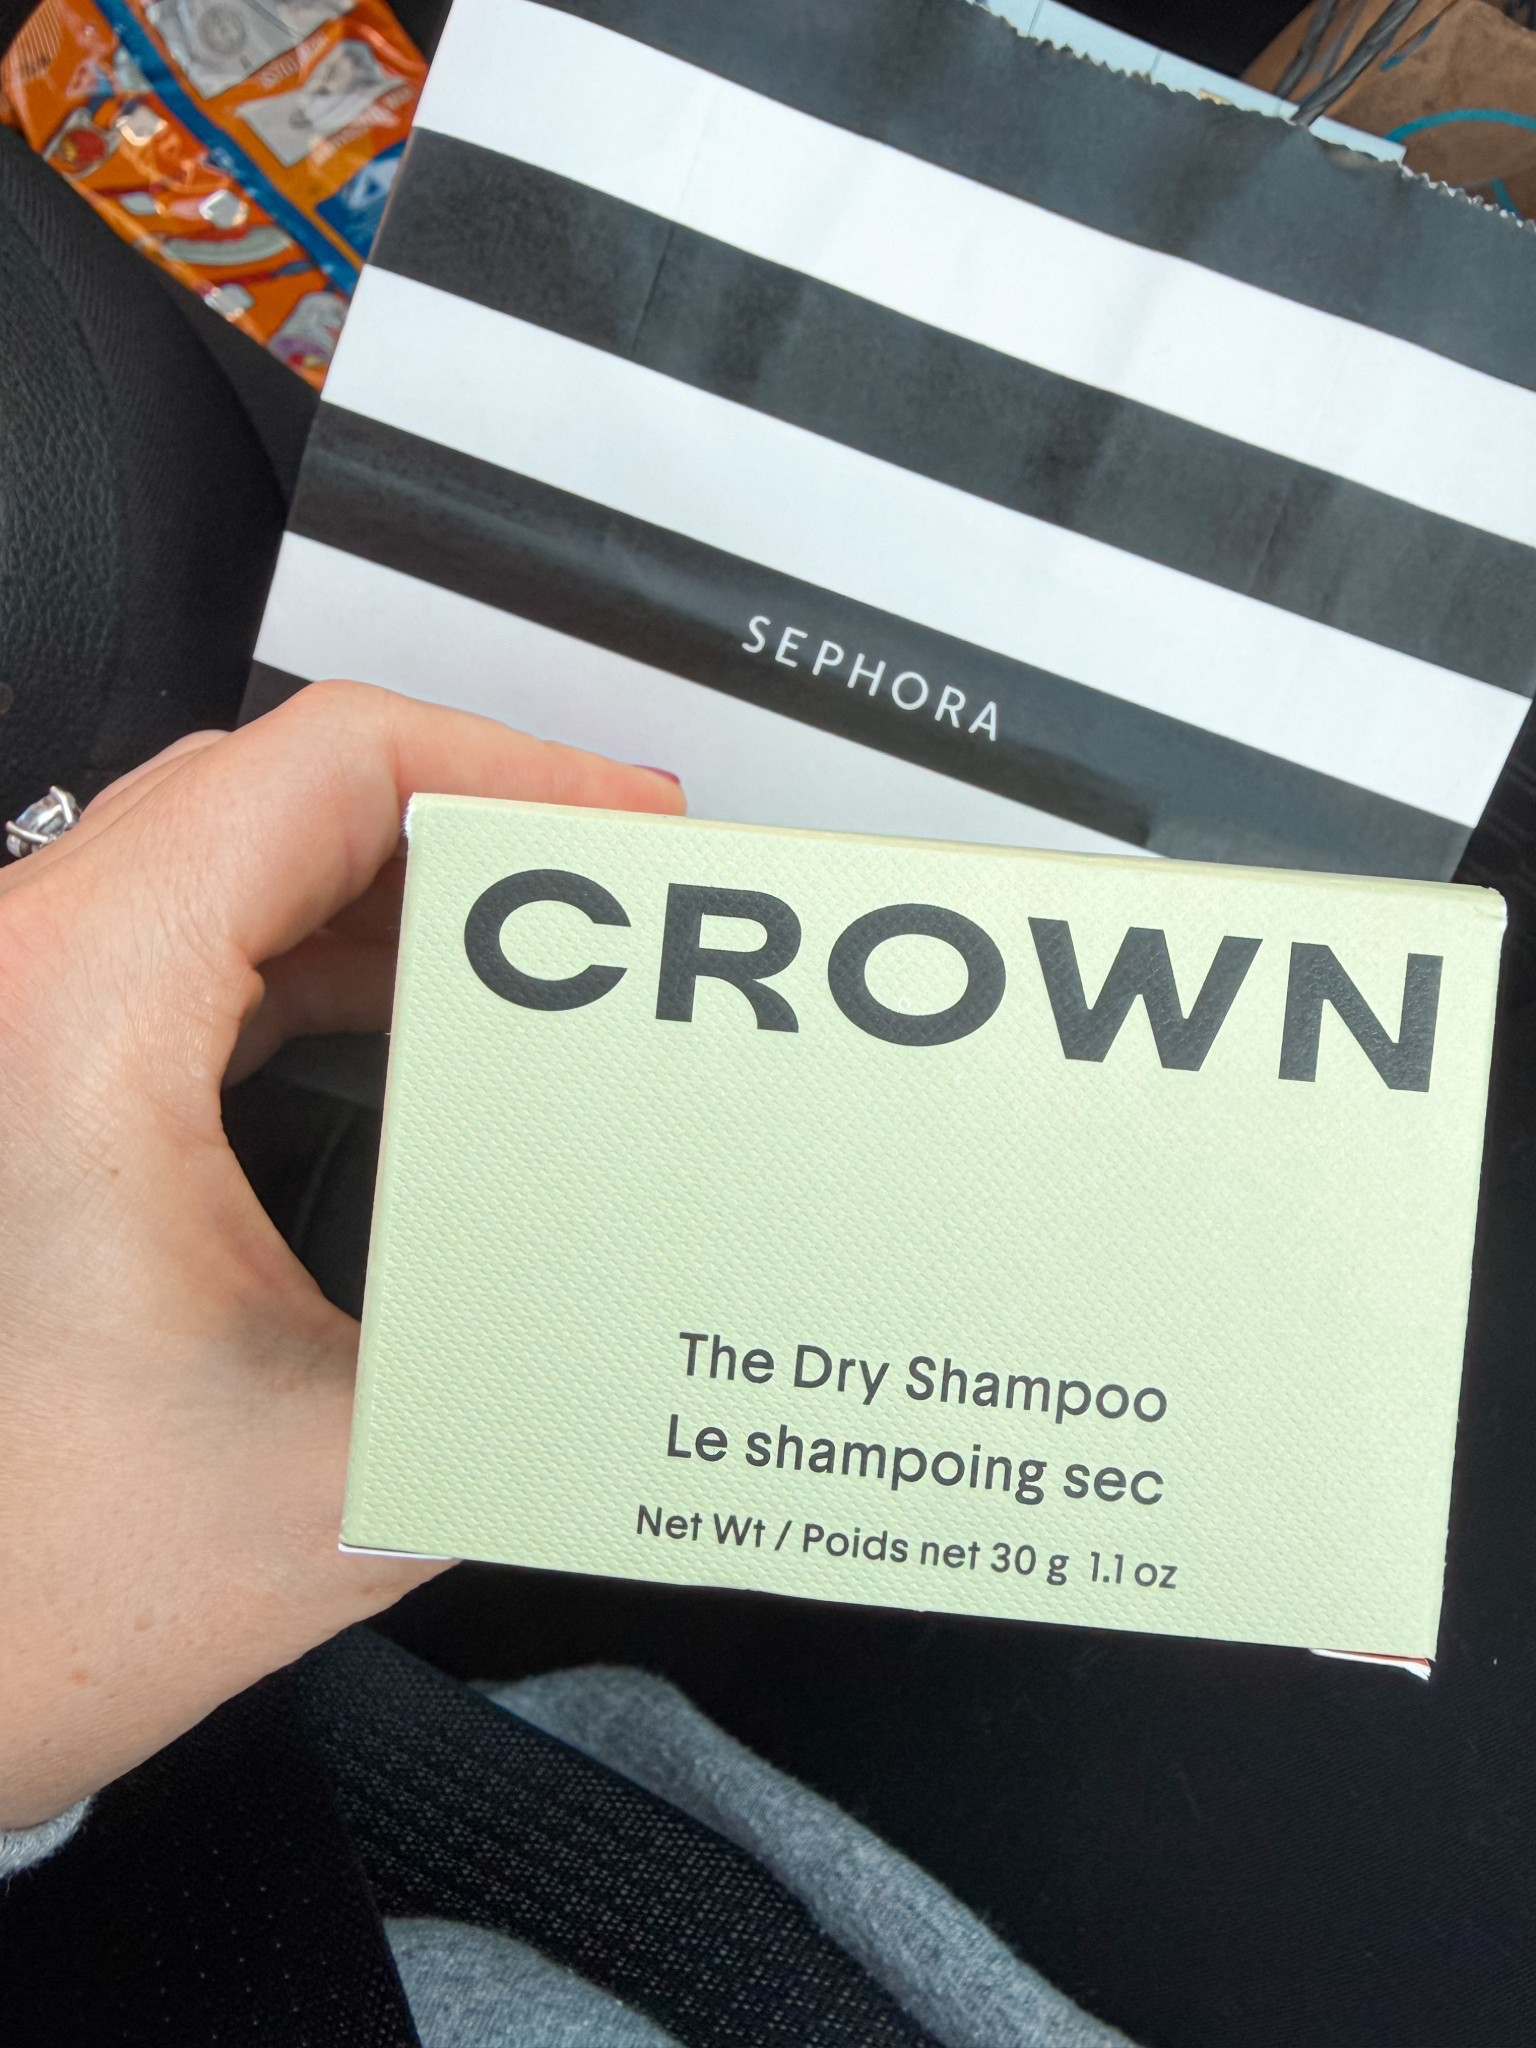 SEPHORA
CROWN
The Dry Shampoo
Le shampoing sec
Net Wt / Poids net 30 g 1.1 oz